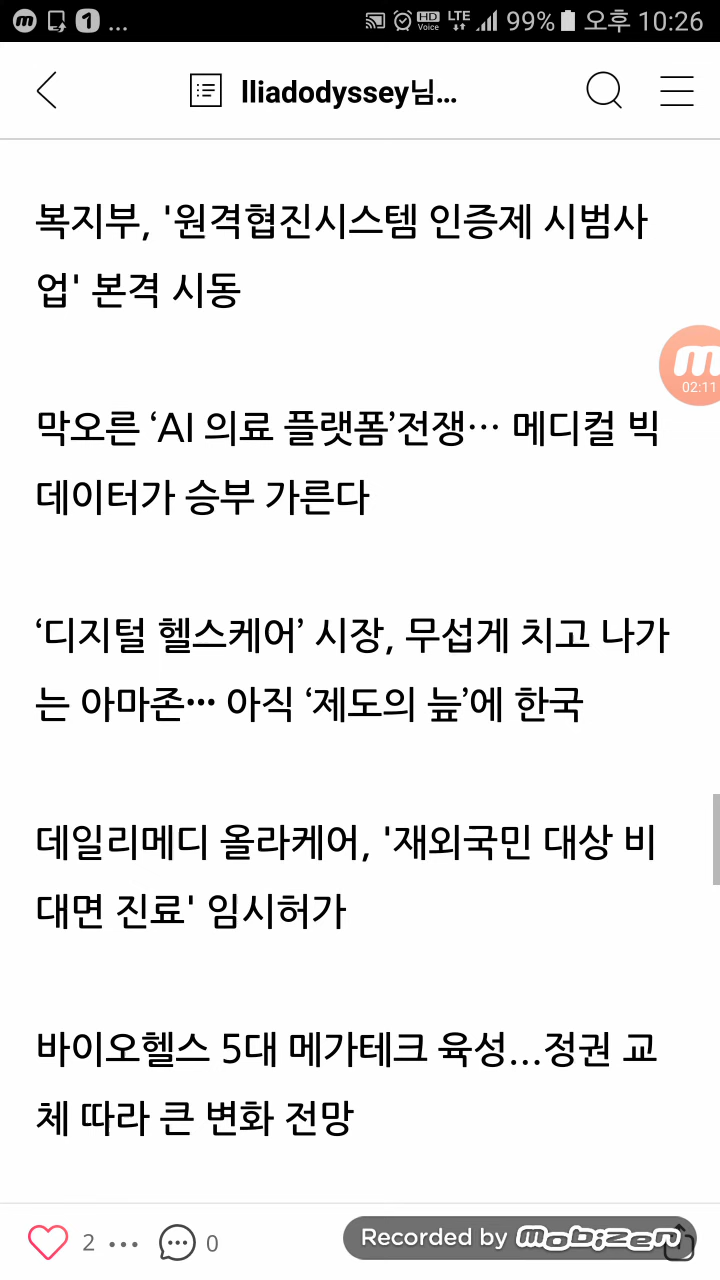 1 ... HD Voice LTE 99% 오후 10:26
Iliadodyssey님...
복지부, '원격협진시스템 인증제 시범사
업' 본격 시동
02:11
막오른 ‘AI 의료 플랫폼’전쟁… 메디컬 빅
데이터가 승부 가른다
‘디지털 헬스케어’ 시장, 무섭게 치고 나가
는 아마존… 아직 ‘제도의 늪’에 한국
데일리메디 올라케어, '재외국민 대상 비
대면 진료' 임시허가
바이오헬스 5대 메가테크 육성...정권 교
체 따라 큰 변화 전망
2 ... 0 Recorded by mobizen